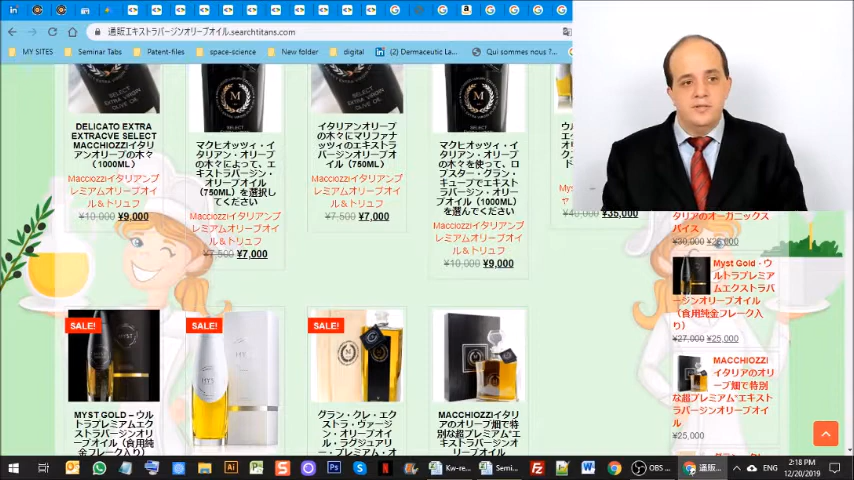 通販エキストラバージンオリーブオイル.searchtitans.com
MY SITES
Seminar Tabs
Patent-files
space-science
New folder
digital
(2) Dermaceutic La...
Qui sommes nous ?...
DELICATO EXTRA
EXTRACVE SELECT
MACCHIOZZIイタリ
アンオリーブの木々
（1000ML）
Macciozziイタリアンプ
レミアムオリーブオイ
ル＆トリュフ
¥10,000 ¥9,000
マクヒオッツィ・イ
タリアン・オリーブ
の木々によって、エ
キストラバージン・
オリーブオイル
(750ML)を選択し
てください
Macciozziイタリアンプ
レミアムオリーブオイ
ル＆トリュフ
¥7,500 ¥7,000
イタリアンオリーブ
の木々にマリファナ
ッツィのエキストラ
バージンオリーブオ
イル（750ML）
Macciozziイタリアンプ
レミアムオリーブオイ
ル＆トリュフ
¥7,500 ¥7,000
マクヒオッツィ・イ
タリアン・オリーブ
の木々を使って、ロ
ブスター・グラン・
キューブでエキスト
ラバージン・オリー
ブオイル（1000ML）
を選んでください
Macciozziイタリアンプ
レミアムオリーブオイ
ル＆トリュフ
¥10,000 ¥9,000
¥40,000 ¥35,000
タリアのオーガニックス
パイス
¥30,000 ¥26,000
Myst Gold - ウ
ルトラプレミア
ムエクストラバ
ージンオリーブオイル
（食用純金フレーク入
り）
¥27,000 ¥25,000
MACCHIOZZI
イタリアのオリ
ーブ畑で特別
な超プレミアム"エキスト
ラバージンオリーブオイ
ル
¥25,000
SALE!
SALE!
SALE!
MYST GOLD – ウル
トラプレミアムエク
ストラバージンオリ
ーブオイル（食用純
金フレーク入り）
グラン・クレ・エク
ストラ・ヴァージ
ン・オリーブオイ
ル・ラグジュアリ
MACCHIOZZIイタリ
アのオリーブ畑で特
別な超プレミアム"エ
キストラバージンオ
リーブオイル
Kw-re...
Semi...
OBS ...
通販...
ENG
2:18 PM
12/20/2019